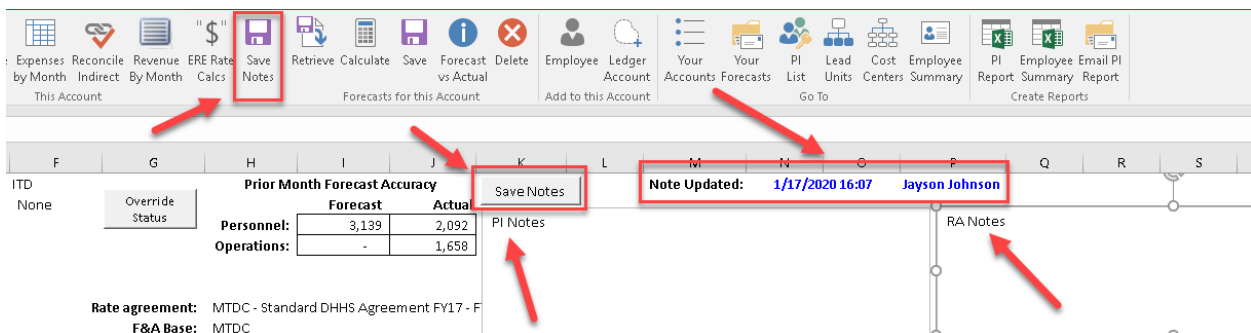 Expenses Reconcile Revenue ERE Rate Save Retrieve Calculate Save Forecast Delete Employee Ledger Your Your PI Lead Cost Employee PI Employee Email PI
by Month Indirect By Month Calcs Notes vs Actual Account Accounts Forecasts List Units Centers Summary Report Summary Report
This Account Forecasts for this Account Add to this Account Go To Create Reports
F G H I J K L M N O P Q R S
ITD Prior Month Forecast Accuracy Save Notes Note Updated: 1/17/2020 16:07 Jayson Johnson
None Override Status Forecast Actual
Personnel: 3,139 2,092 PI Notes RA Notes
Operations: - 1,658
Rate agreement: MTDC - Standard DHHS Agreement FY17 - F
F&A Base: MTDC